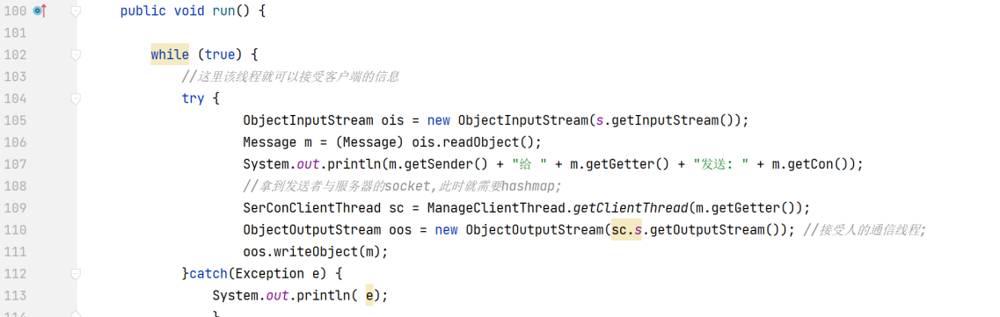 100 public void run() {
101
102 while (true) {
103 //这里该线程就可以接受客户端的信息
104 try {
105 ObjectInputStream ois = new ObjectInputStream(s.getInputStream());
106 Message m = (Message) ois.readObject();
107 System.out.println(m.getSender() + "给 " + m.getGetter() + "发送: " + m.getCon());
108 //拿到发送者与服务器的socket,此时就需要hashmap;
109 SerConClientThread sc = ManageClientThread.getClientThread(m.getGetter());
110 ObjectOutputStream oos = new ObjectOutputStream(sc.s.getOutputStream()); //接受人的通信线程;
111 oos.writeObject(m);
112 }catch(Exception e) {
113 System.out.println( e);
114 }